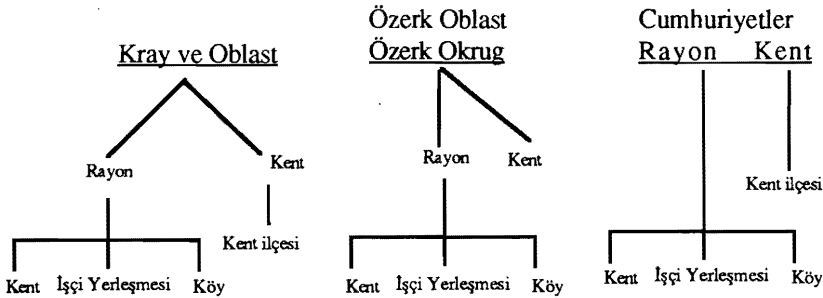 Kray ve Oblast
Rayon
Kent
Kent ilçesi
Kent İşçi Yerleşmesi Köy
Özerk Oblast
Özerk Okrug
Rayon Kent
Kent İşçi Yerleşmesi Köy
Cumhuriyetler
Rayon Kent
Kent ilçesi
Kent İşçi Yerleşmesi Köy